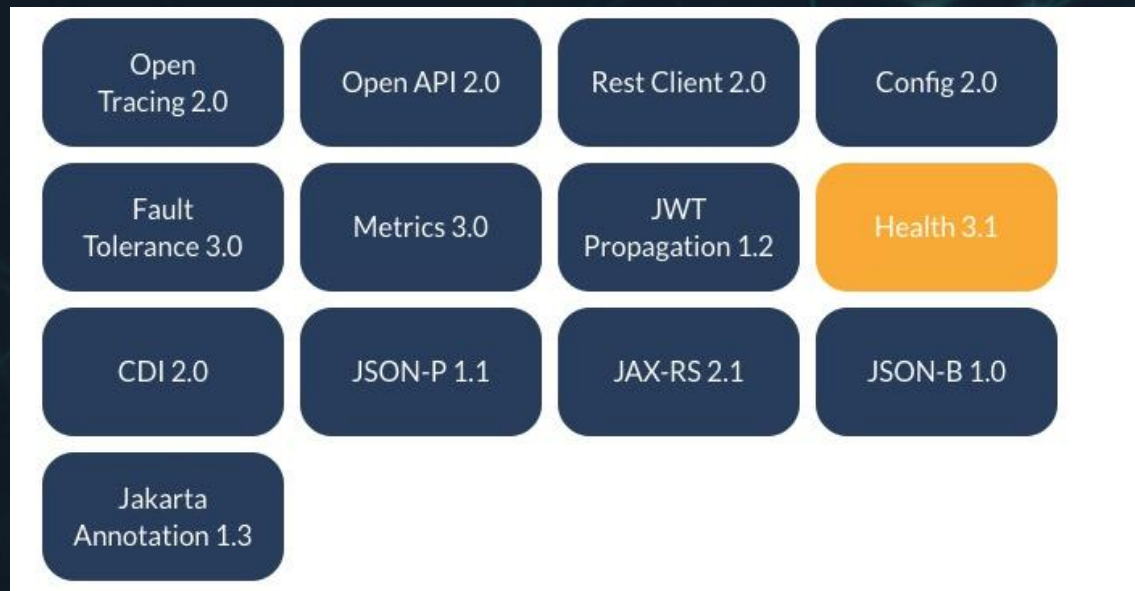 Open
Tracing 2.0
Open API 2.0
Rest Client 2.0
Config 2.0
Fault
Tolerance 3.0
Metrics 3.0
JWT
Propagation 1.2
Health 3.1
CDI 2.0
JSON-P 1.1
JAX-RS 2.1
JSON-B 1.0
Jakarta
Annotation 1.3